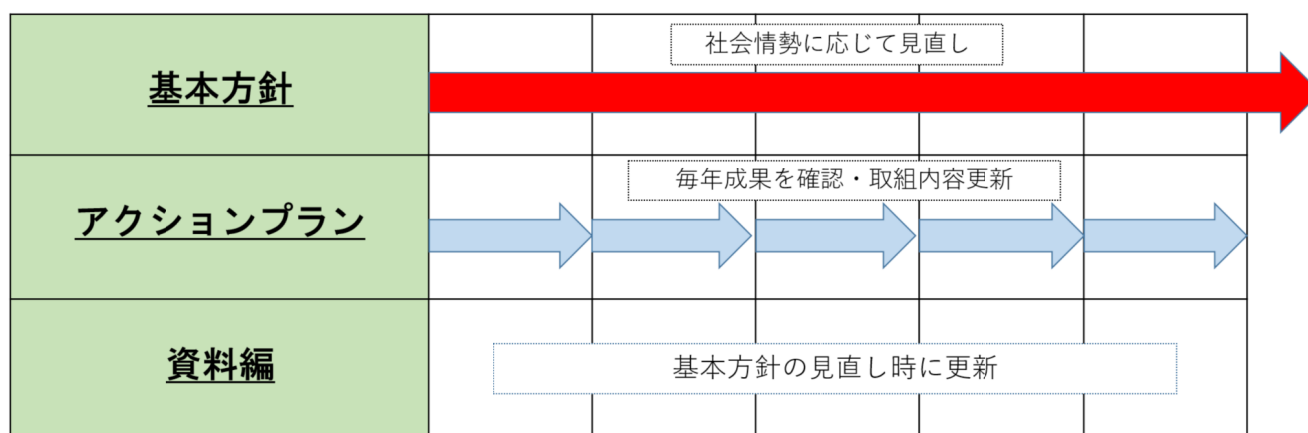 基本方針
社会情勢に応じて見直し
アクションプラン
毎年成果を確認・取組内容更新
資料編
基本方針の見直し時に更新